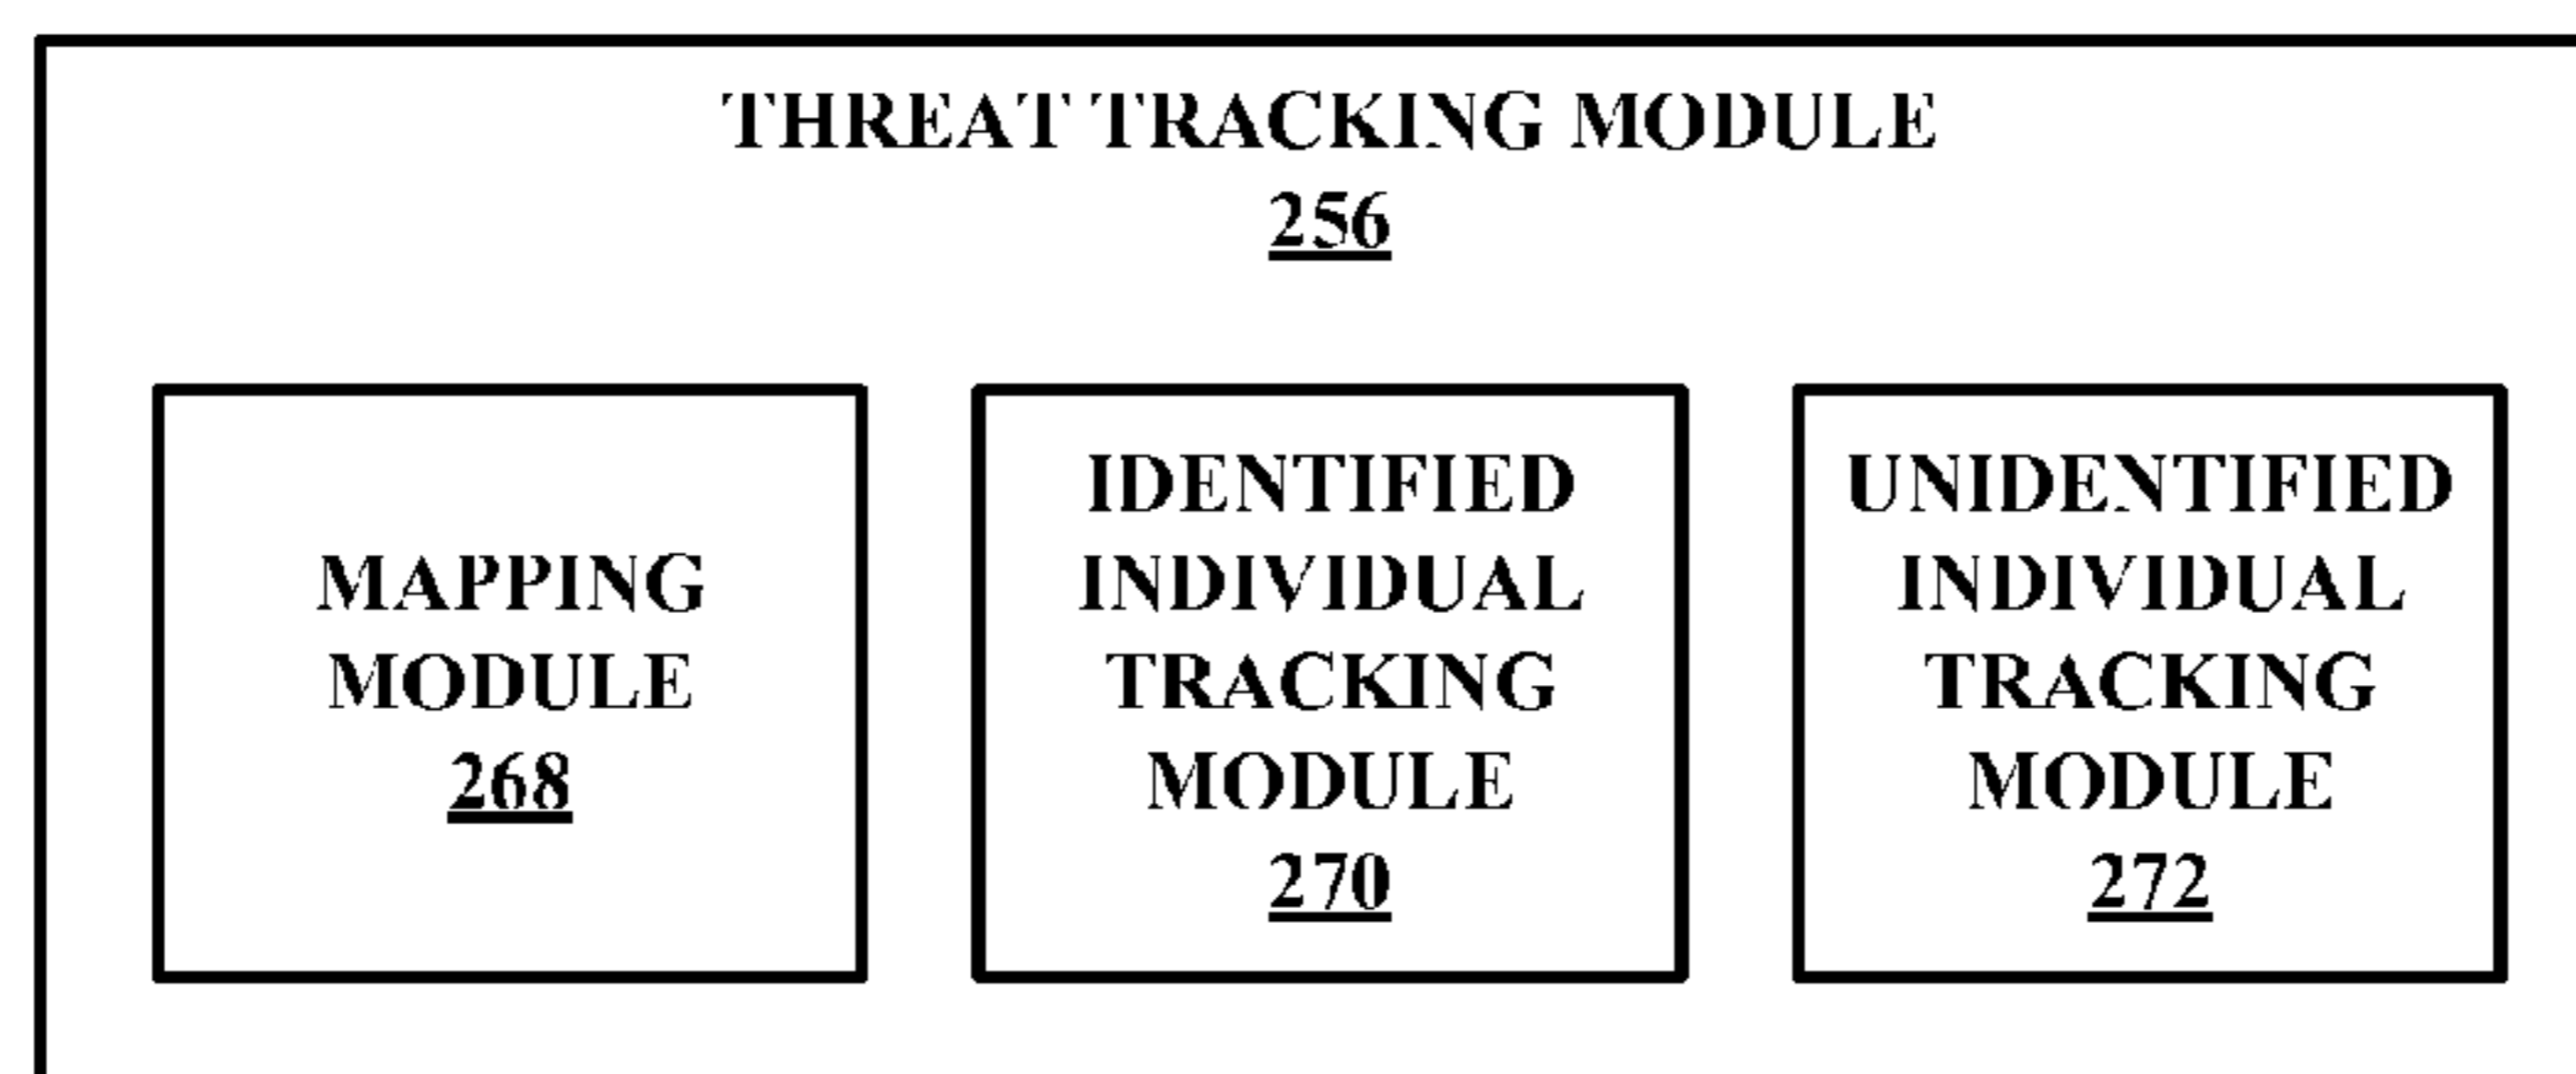 THREAT TRACKING MODULE
256
MAPPING
MODULE
268
IDENTIFIED
INDIVIDUAL
TRACKING
MODULE
270
UNIDENTIFIED
INDIVIDUAL
TRACKING
MODULE
272